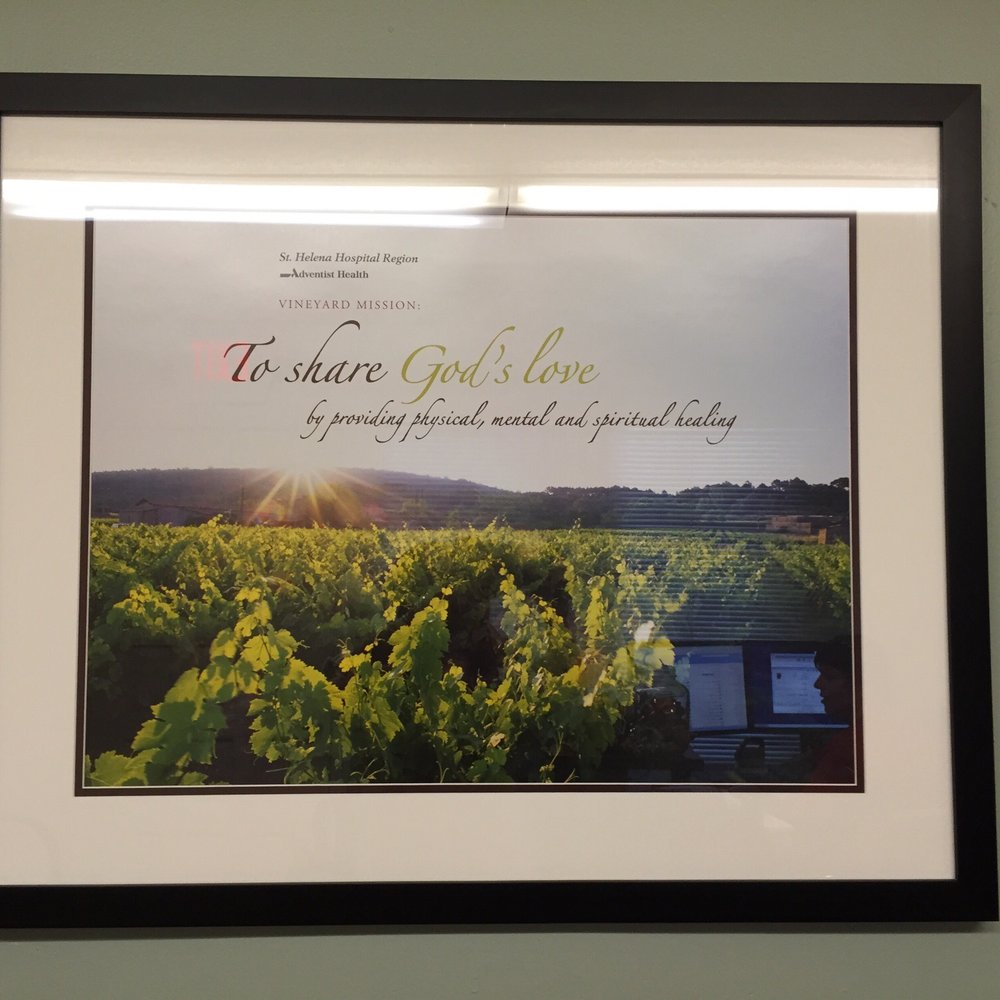 St. Helena Hospital Region
Adventist Health
VINEYARD MISSION:
To share God's love
by providing physical, mental and spiritual healing